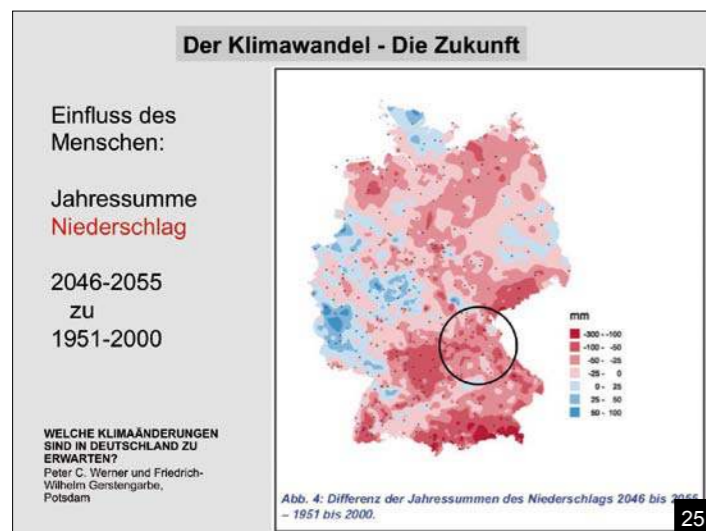 Der Klimawandel - Die Zukunft
Einfluss des
Menschen:
Jahressumme
Niederschlag
2046-2055
zu
1951-2000
WELCHE KLIMAÄNDERUNGEN
SIND IN DEUTSCHLAND ZU
ERWARTEN?
Peter C. Werner und Friedrich-
Wilhelm Gerstengarbe,
Potsdam
mm
-300 - -100
-100 - -50
-50 - -25
-25 - 0
0 - 25
25 - 50
50 - 100
Abb. 4: Differenz der Jahressummen des Niederschlags 2046 bis 2055
– 1951 bis 2000.
25